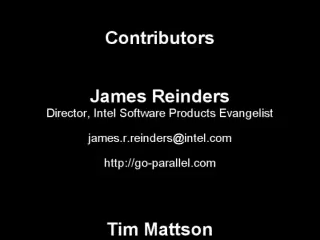 Contributors
James Reinders
Director, Intel Software Products Evangelist
james.r.reinders@intel.com
http://go-parallel.com
Tim Mattson